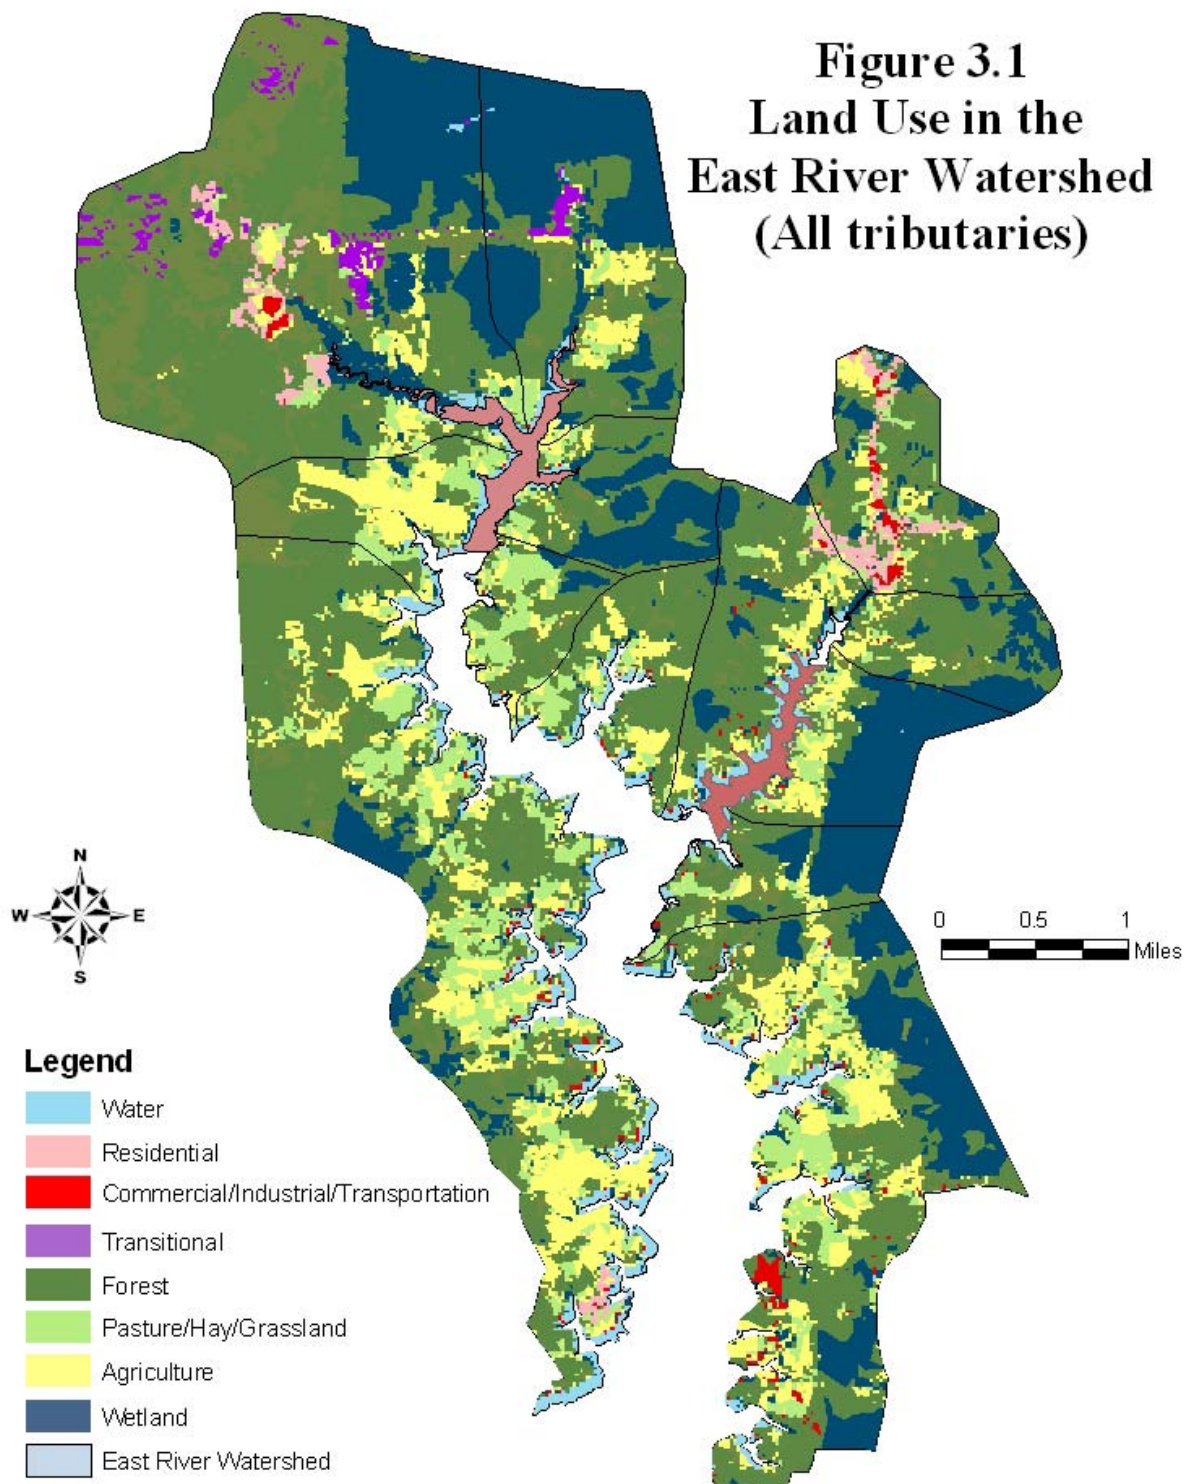 Figure 3.1
Land Use in the
East River Watershed
(All tributaries)
N
W E
S
0 0.5 1
Miles
Legend
Water
Residential
Commercial/Industrial/Transportation
Transitional
Forest
Pasture/Hay/Grassland
Agriculture
Wetland
East River Watershed